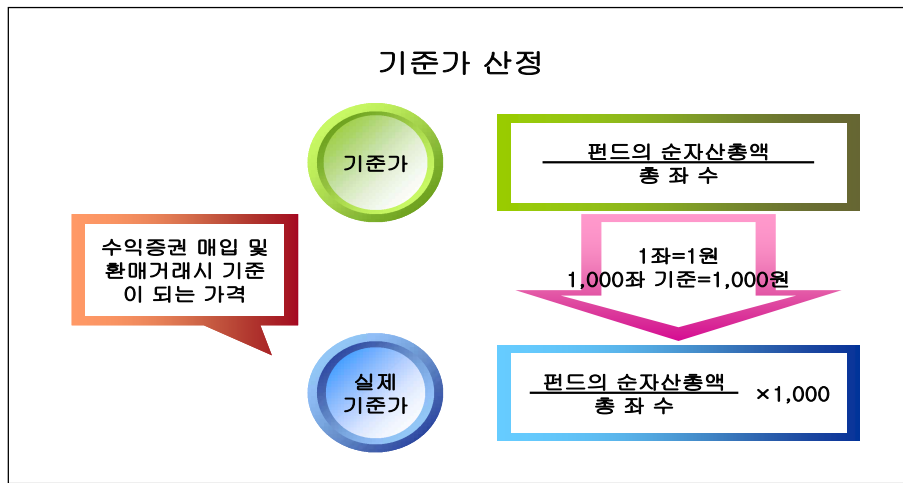 기준가 산정
기준가
펀드의 순자산총액
총 좌 수
수익증권 매입 및
환매거래시 기준
이 되는 가격
1좌=1원
1,000좌 기준=1,000원
실제
기준가
펀드의 순자산총액
총 좌 수
×1,000